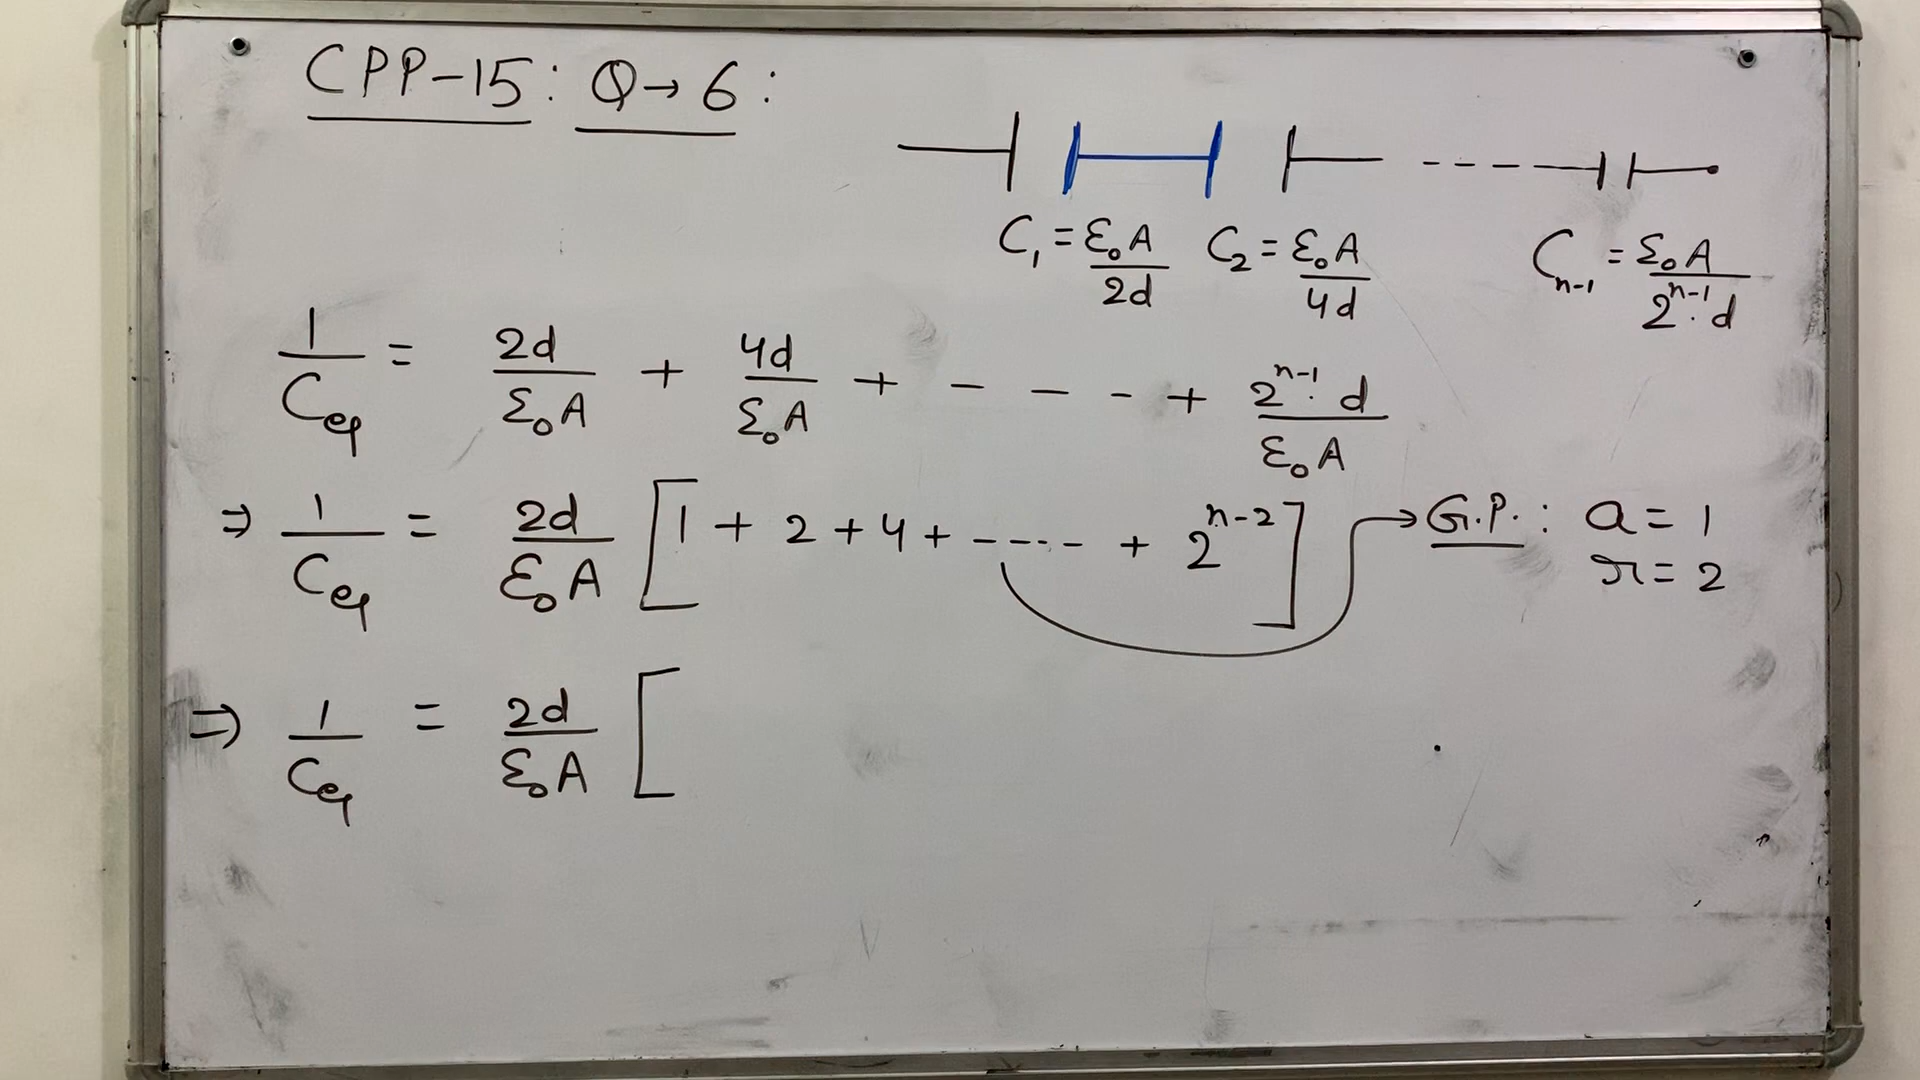 CPP-15: Q→6:
C₁ = ε₀A/2d C₂ = ε₀A/4d Cₙ₋₁ = ε₀A/2ⁿ⁻¹·d
1/Ceq = 2d/ε₀A + 4d/ε₀A + - - - - + 2ⁿ⁻¹·d/ε₀A
⇒ 1/Ceq = 2d/ε₀A [1 + 2 + 4 + ----- + 2ⁿ⁻²] → G.P.: a = 1
r = 2
⇒ 1/Ceq = 2d/ε₀A [